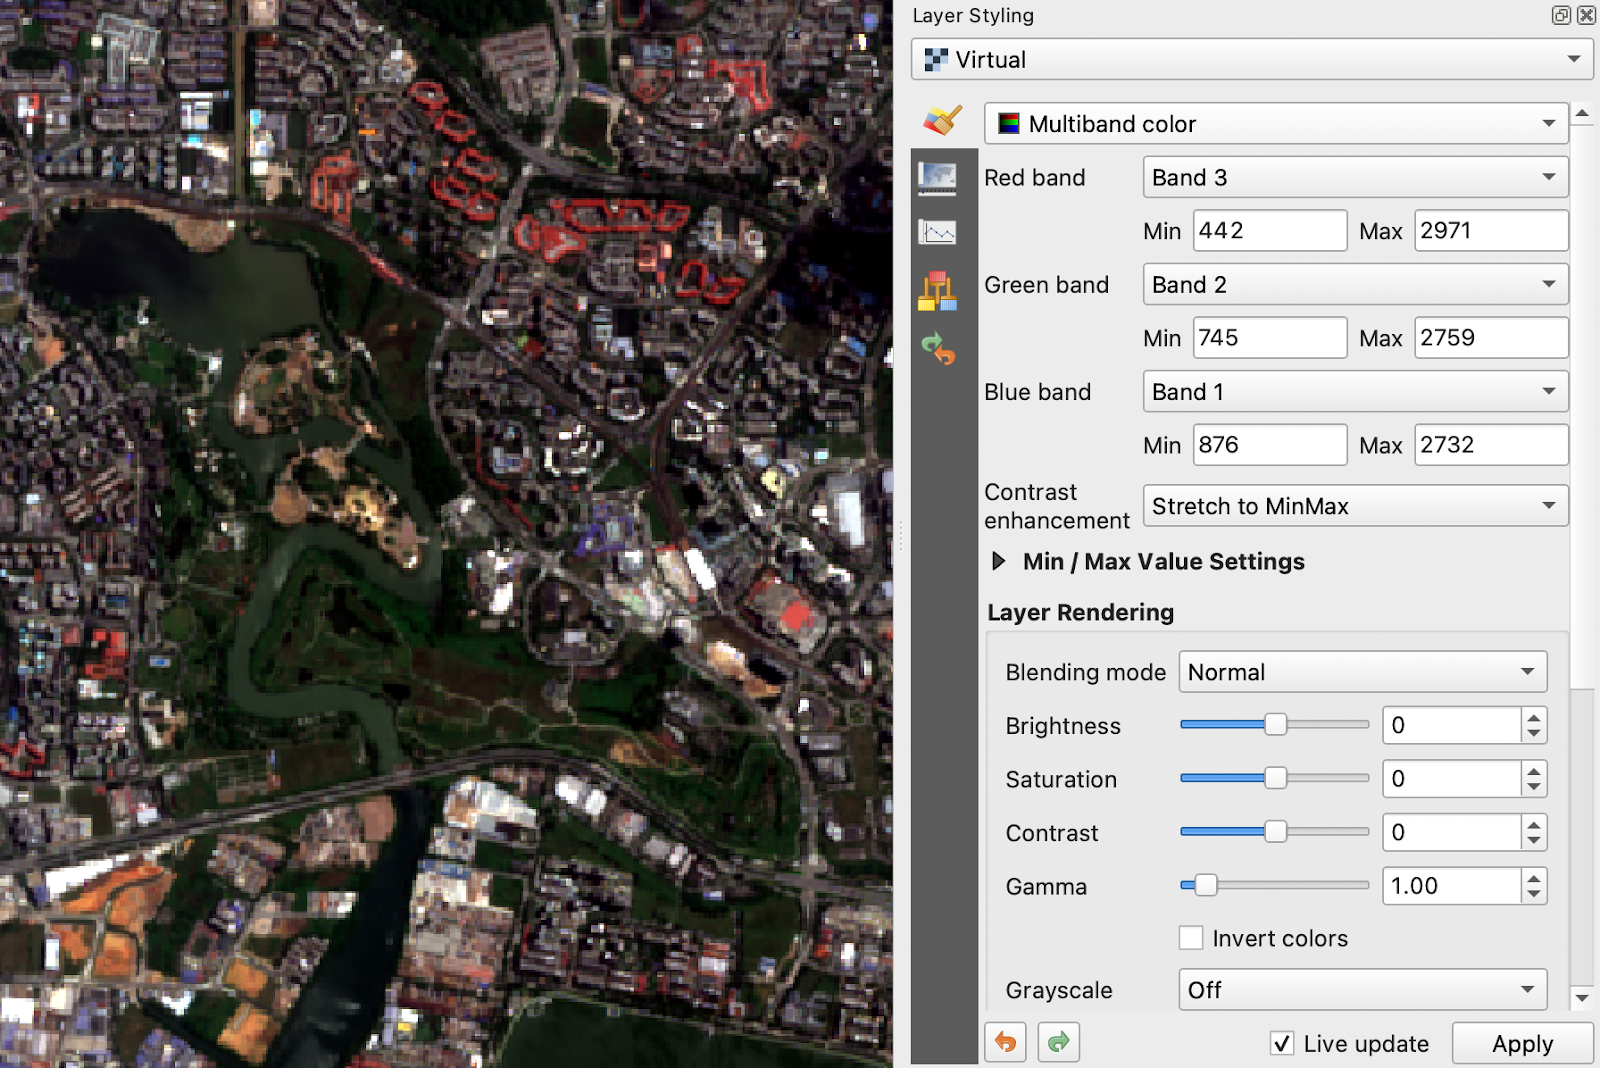 Layer Styling
Virtual
Multiband color
Red band Band 3
Min 442 Max 2971
Green band Band 2
Min 745 Max 2759
Blue band Band 1
Min 876 Max 2732
Contrast
enhancement Stretch to MinMax
Min / Max Value Settings
Layer Rendering
Blending mode Normal
Brightness 0
Saturation 0
Contrast 0
Gamma 1.00
Invert colors
Grayscale Off
Live update Apply